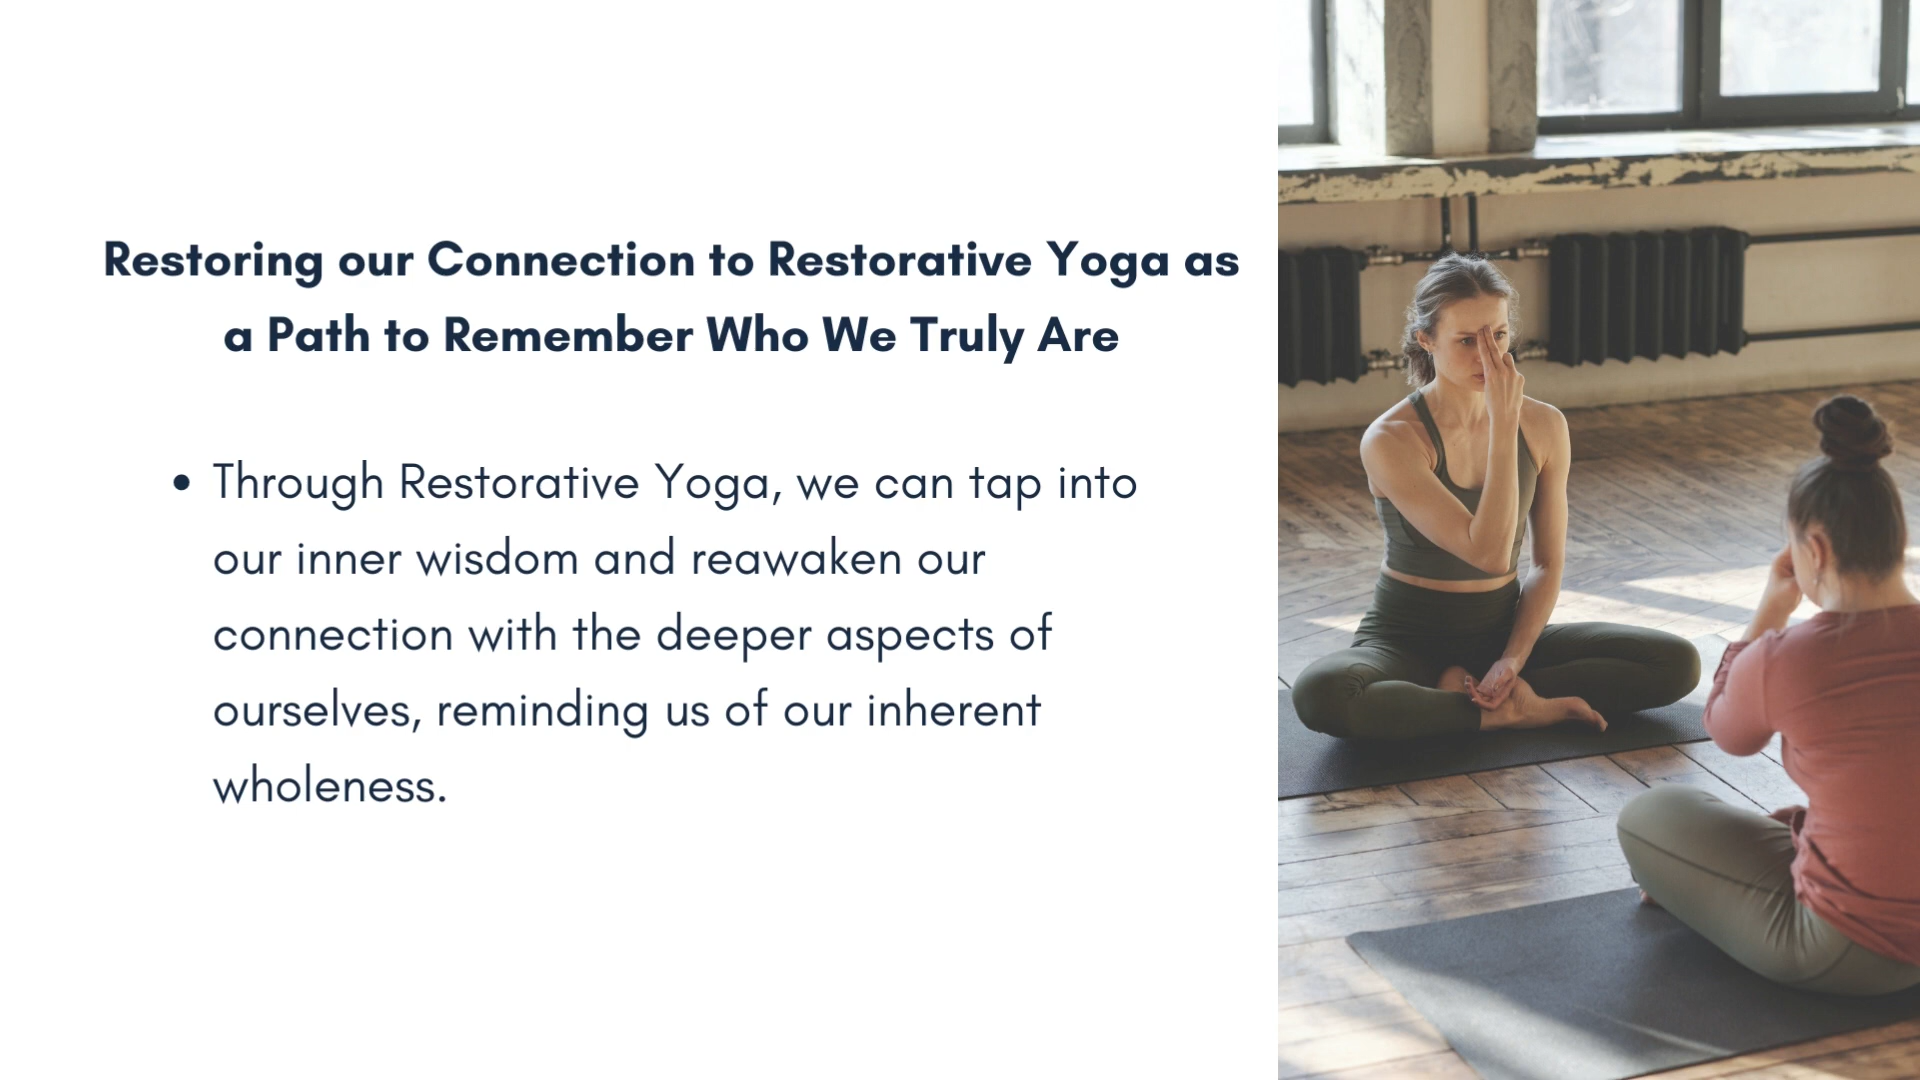 Restoring our Connection to Restorative Yoga as
a Path to Remember Who We Truly Are
• Through Restorative Yoga, we can tap into
our inner wisdom and reawaken our
connection with the deeper aspects of
ourselves, reminding us of our inherent
wholeness.